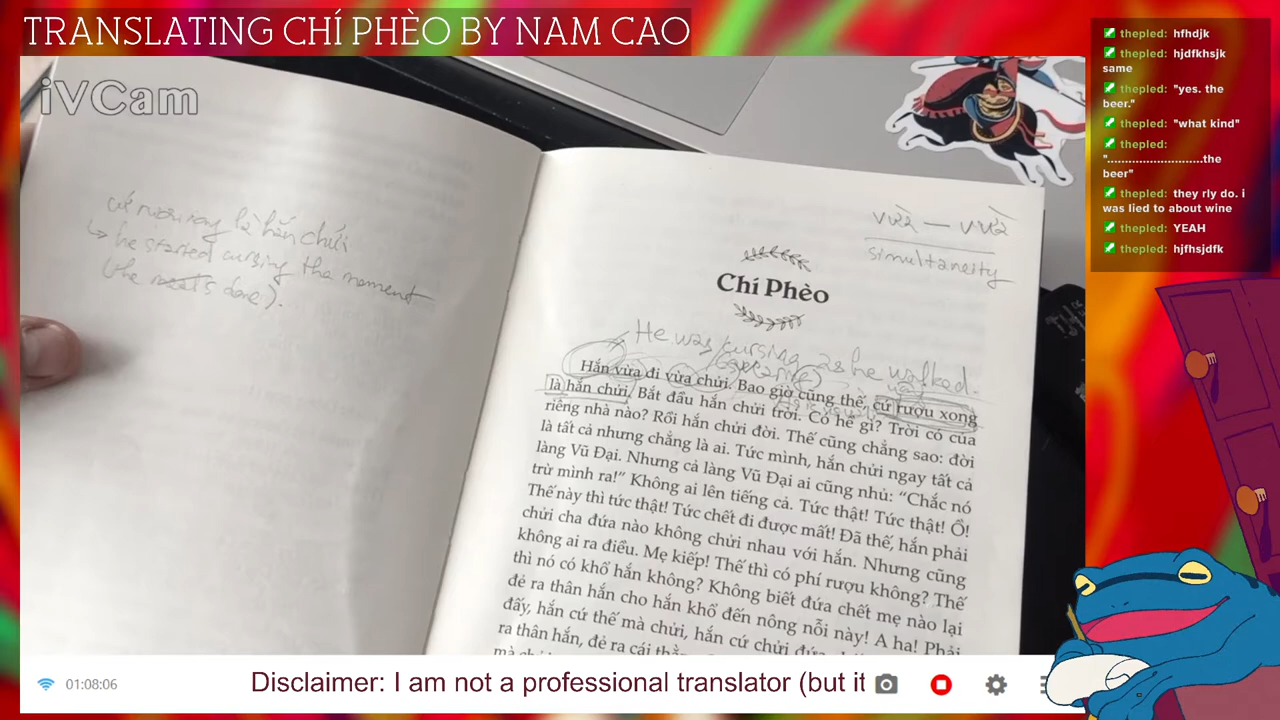 TRANSLATING CHÍ PHÈO BY NAM CAO
iVCam
cứ rượu xong là hắn chửi
↳ he started cursing the moment
(he done).
vừa — vừa
simultaneity
Chí Phèo
He was cursing as he walked.
Hắn vừa đi vừa chửi. Bao giờ cũng thế, cứ rượu xong
là hắn chửi. Bắt đầu hắn chửi trời. Có hề gì? Trời có của
riêng nhà nào? Rồi hắn chửi đời. Thế cũng chẳng sao: đời
là tất cả nhưng chẳng là ai. Tức mình, hắn chửi ngay tất cả
làng Vũ Đại. Nhưng cả làng Vũ Đại ai cũng nhủ: “Chắc nó
trừ mình ra!” Không ai lên tiếng cả. Tức thật! Tức thật! Ồ!
Thế này thì tức thật! Tức chết đi được mất! Đã thế, hắn phải
chửi cha đứa nào không chửi nhau với hắn. Nhưng cũng
không ai ra điều. Mẹ kiếp! Thế thì có phí rượu không? Thế
thì nó có khổ hắn không? Không biết đứa chết mẹ nào lại
đẻ ra thân hắn cho hắn khổ đến nông nỗi này! A ha! Phải
đấy, hắn cứ thế mà chửi, hắn cứ chửi
ra thân hắn, đẻ ra cái
01:08:06
Disclaimer: I am not a professional translator (but it
thepled: hfhdjk
thepled: hjdfkhsjk
same
thepled: "yes. the
beer."
thepled: "what kind"
thepled:
"...........................the
beer"
thepled: they rly do. i
was lied to about wine
thepled: YEAH
thepled: hjfhsjdfk